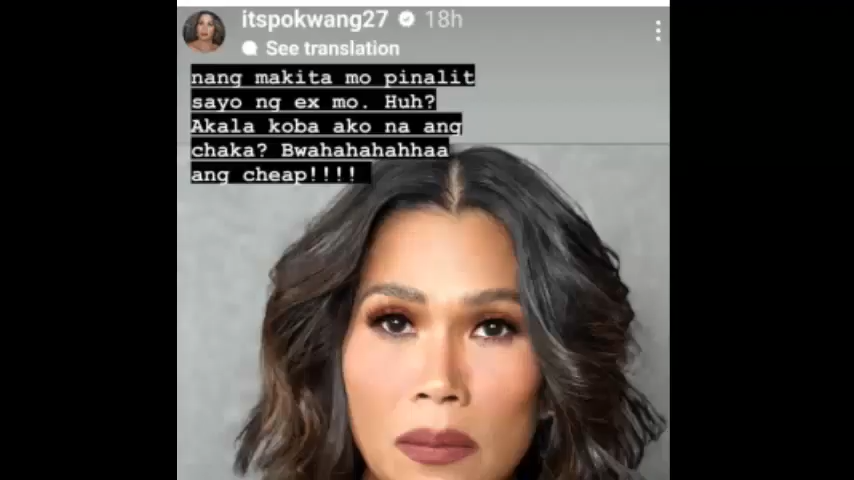 itspokwang27 18h
See translation
nang makita mo pinalit
sayo ng ex mo. Huh?
Akala koba ako na ang
chaka? Bwahahahahhaa
ang cheap!!!!